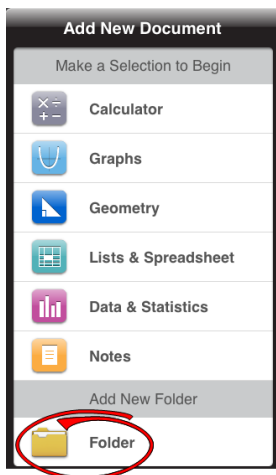 Add New Document
Make a Selection to Begin
Calculator
Graphs
Geometry
Lists & Spreadsheet
Data & Statistics
Notes
Add New Folder
Folder